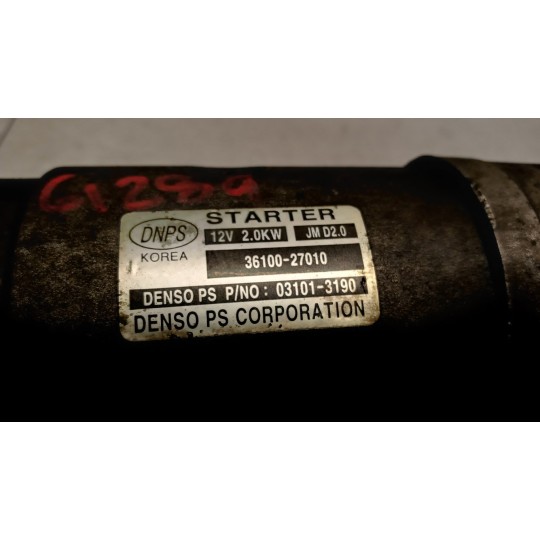 G1289
STARTER
DNPS
12V 2.0KW JM D2.0
KOREA
36100-27010
DENSO PS P/NO : 03101-3190
DENSO PS CORPORATION